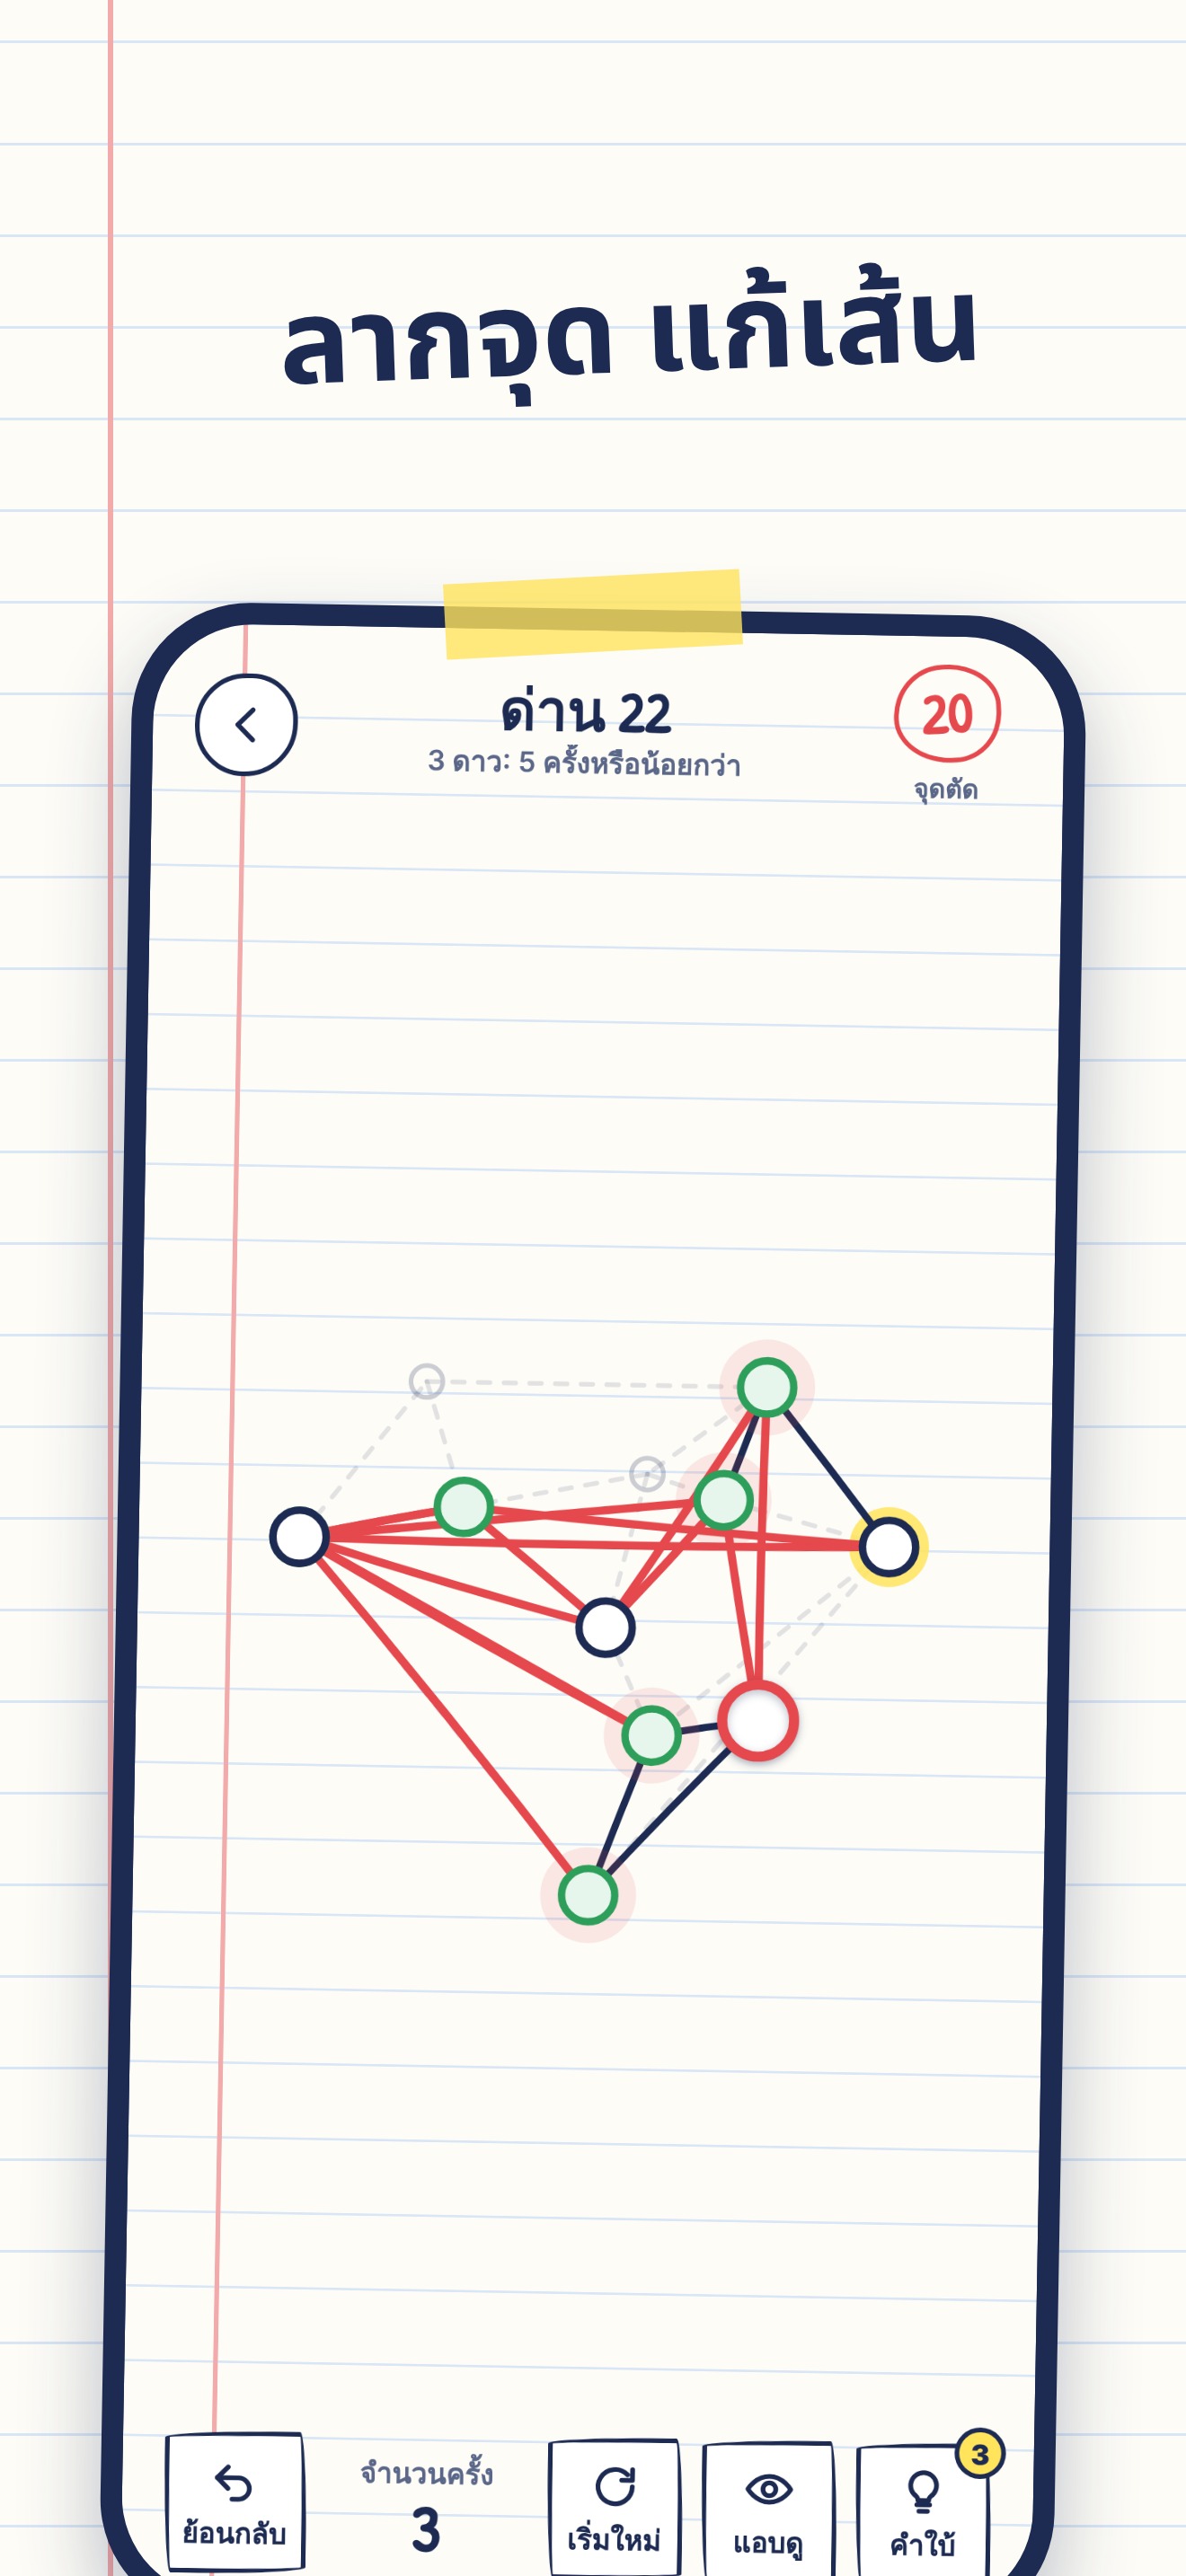 ลากจุด แก้เส้น
ด่าน 22
3 ดาว: 5 ครั้งหรือน้อยกว่า
20
จุดตัด
ย้อนกลับ
จำนวนครั้ง
3
เริ่มใหม่
แอบดู
3
คำใบ้